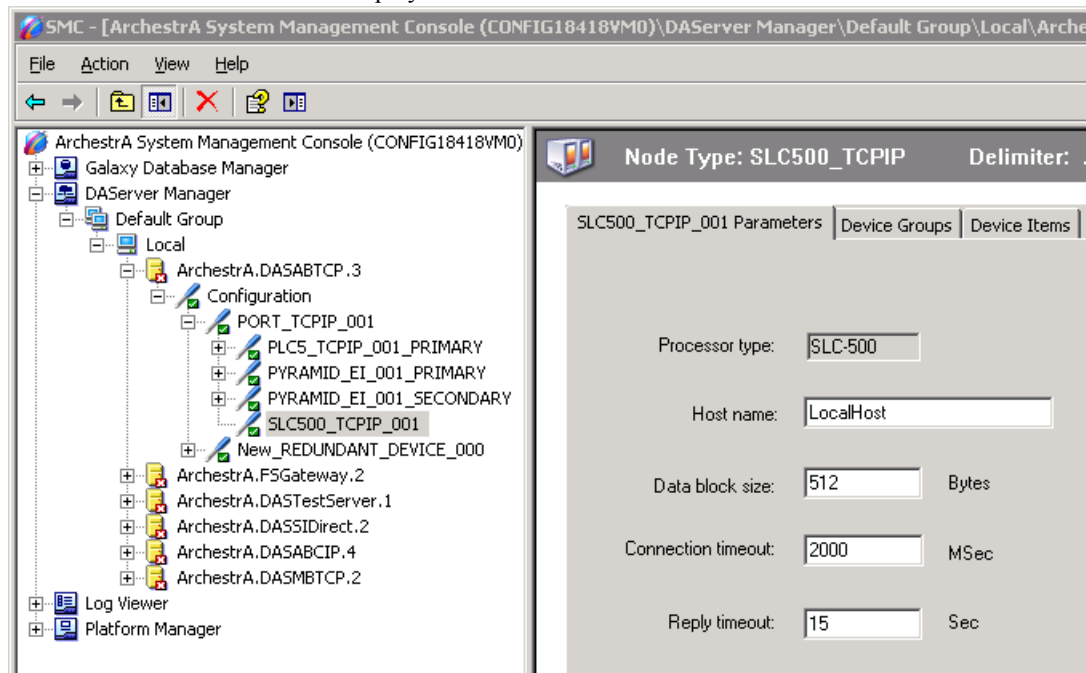 SMC - [ArchestrA System Management Console (CONFIG18418VM0)\DAServer Manager\Default Group\Local\Arche
File Action View Help
ArchestrA System Management Console (CONFIG18418VM0)
Galaxy Database Manager
DAServer Manager
Default Group
Local
ArchestrA.DASABTCP.3
Configuration
PORT_TCPIP_001
PLC5_TCPIP_001_PRIMARY
PYRAMID_EI_001_PRIMARY
PYRAMID_EI_001_SECONDARY
SLC500_TCPIP_001
New_REDUNDANT_DEVICE_000
ArchestrA.FSGateway.2
ArchestrA.DASTestServer.1
ArchestrA.DASSIDirect.2
ArchestrA.DASABCIP.4
ArchestrA.DASMBTCP.2
Log Viewer
Platform Manager
Node Type: SLC500_TCPIP Delimiter: .
SLC500_TCPIP_001 Parameters Device Groups Device Items
Processor type: SLC-500
Host name: LocalHost
Data block size: 512 Bytes
Connection timeout: 2000 MSec
Reply timeout: 15 Sec